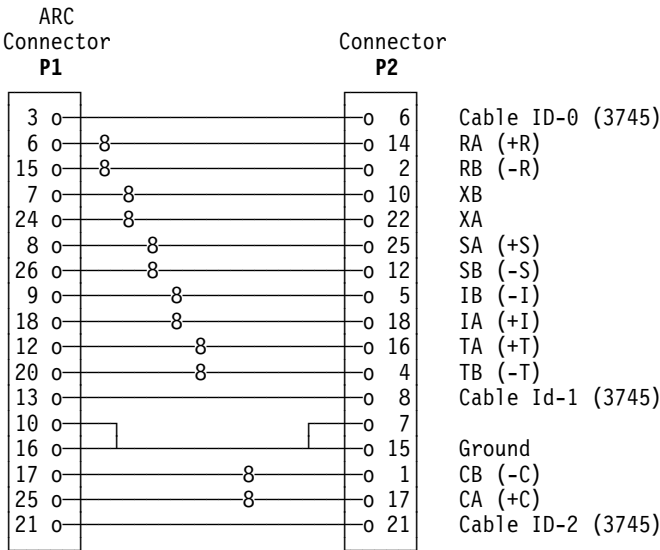 ARC
Connector Connector
P1 P2
3 o o 6 Cable ID-0 (3745)
6 o 8 o 14 RA (+R)
15 o 8 o 2 RB (-R)
7 o 8 o 10 XB
24 o 8 o 22 XA
8 o 8 o 25 SA (+S)
26 o 8 o 12 SB (-S)
9 o 8 o 5 IB (-I)
18 o 8 o 18 IA (+I)
12 o 8 o 16 TA (+T)
20 o 8 o 4 TB (-T)
13 o o 8 Cable Id-1 (3745)
10 o o 7
16 o o 15 Ground
17 o 8 o 1 CB (-C)
25 o 8 o 17 CA (+C)
21 o o 21 Cable ID-2 (3745)